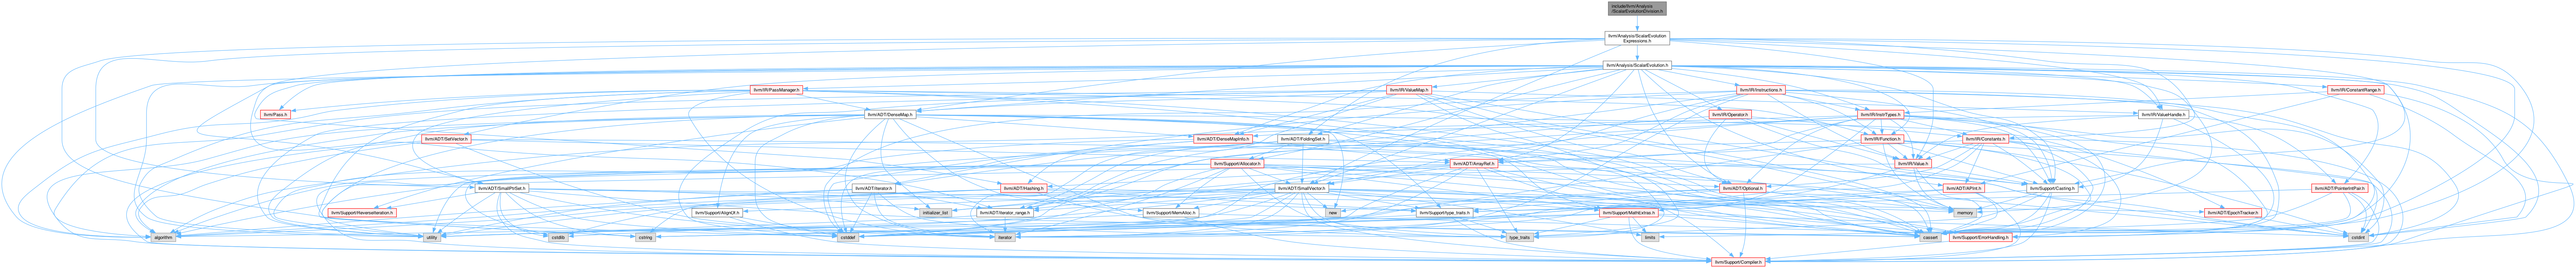 include/llvm/Analysis
/ScalarEvolutionDivision.h
llvm/Analysis/ScalarEvolution
Expressions.h
llvm/Analysis/ScalarEvolution.h
llvm/IR/PassManager.h
llvm/IR/ValueMap.h
llvm/IR/Instructions.h
llvm/IR/ConstantRange.h
llvm/Pass.h
llvm/ADT/DenseMap.h
llvm/IR/Operator.h
llvm/IR/InstrTypes.h
llvm/IR/ValueHandle.h
llvm/ADT/SetVector.h
llvm/ADT/DenseMapInfo.h
llvm/ADT/FoldingSet.h
llvm/IR/Function.h
llvm/IR/Constants.h
llvm/Support/Allocator.h
llvm/ADT/ArrayRef.h
llvm/IR/Value.h
llvm/ADT/SmallPtrSet.h
llvm/ADT/iterator.h
llvm/ADT/Hashing.h
llvm/ADT/SmallVector.h
llvm/ADT/Optional.h
llvm/ADT/APInt.h
llvm/Support/Casting.h
llvm/ADT/PointerIntPair.h
llvm/Support/ReverseIteration.h
llvm/Support/AlignOf.h
initializer_list
llvm/ADT/iterator_range.h
llvm/Support/MemAlloc.h
new
llvm/Support/type_traits.h
llvm/Support/MathExtras.h
memory
llvm/ADT/EpochTracker.h
algorithm
utility
cstdlib
cstring
cstddef
iterator
type_traits
limits
cassert
llvm/Support/ErrorHandling.h
cstdint
llvm/Support/Compiler.h